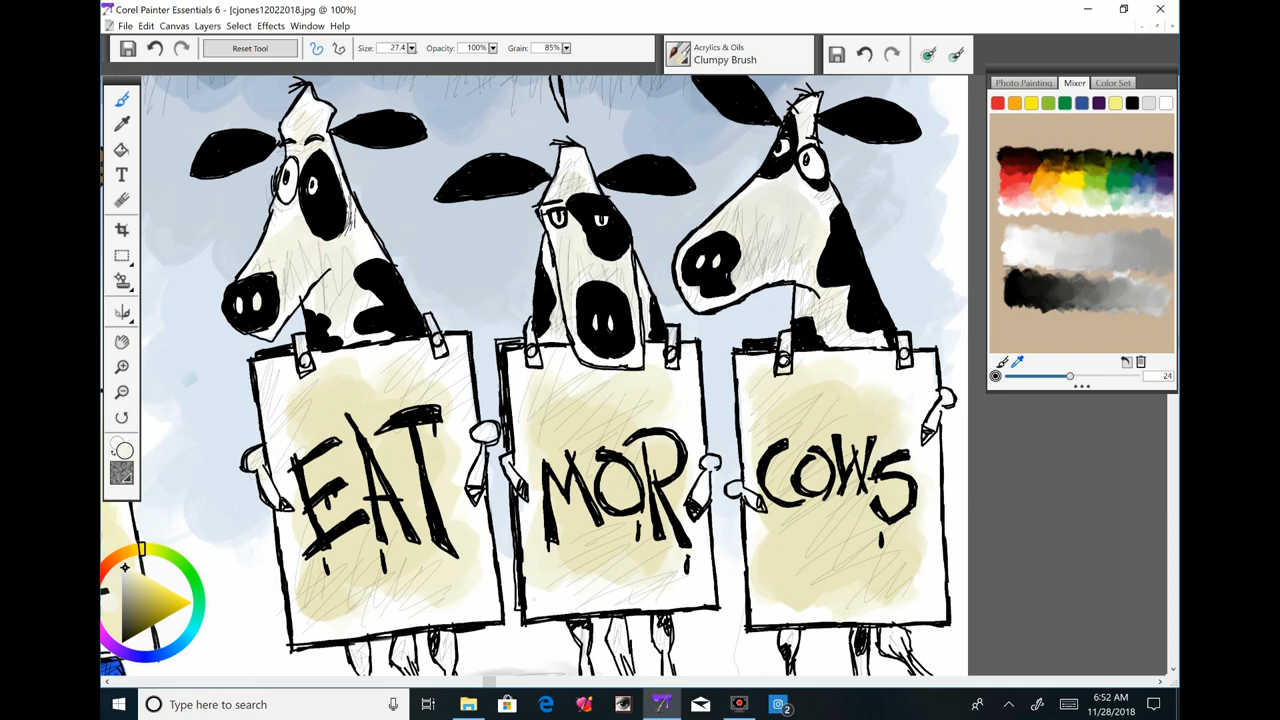 Corel Painter Essentials 6 - [cjones12022018.jpg @ 100%]
File Edit Canvas Layers Select Effects Window Help
Reset Tool Size: 27.4 Opacity: 100% Grain: 85%
Acrylics & Oils
Clumpy Brush
Photo Painting Mixer Color Set
24
EAT MOR COWS
Type here to search
2
6:52 AM
11/28/2018